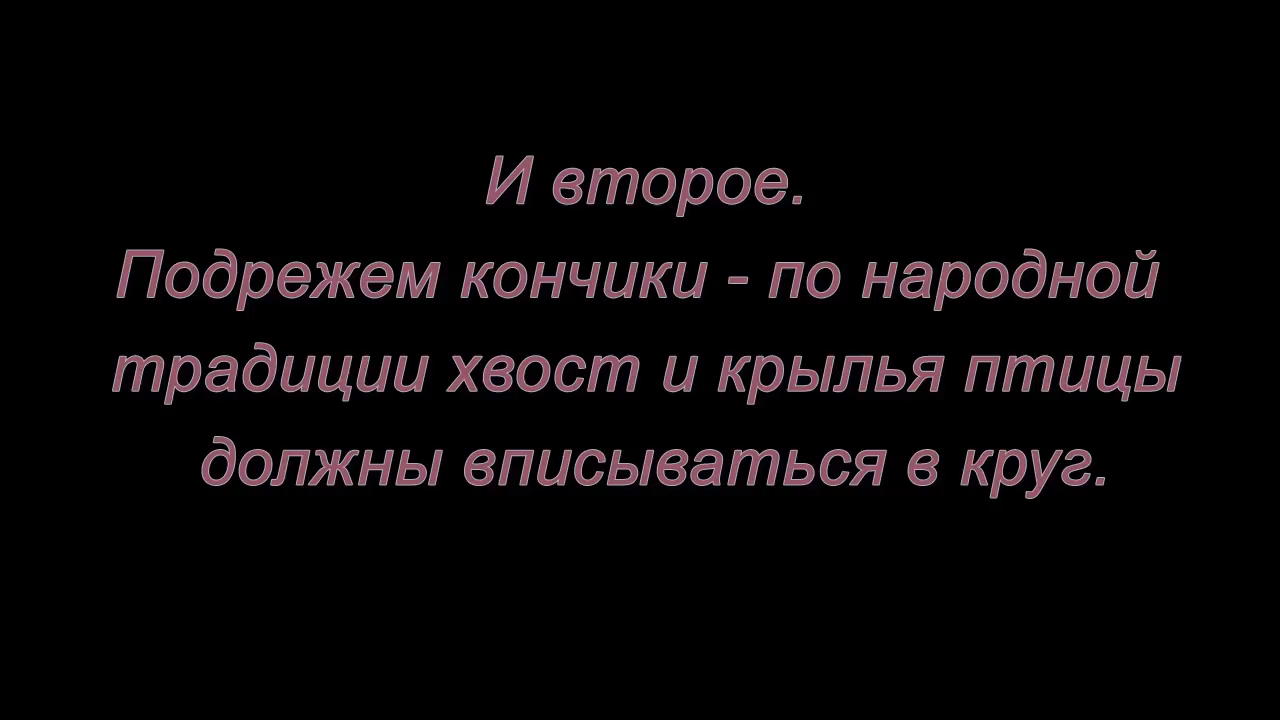 И второе.
Подрежем кончики - по народной
традиции хвост и крылья птицы
должны вписываться в круг.